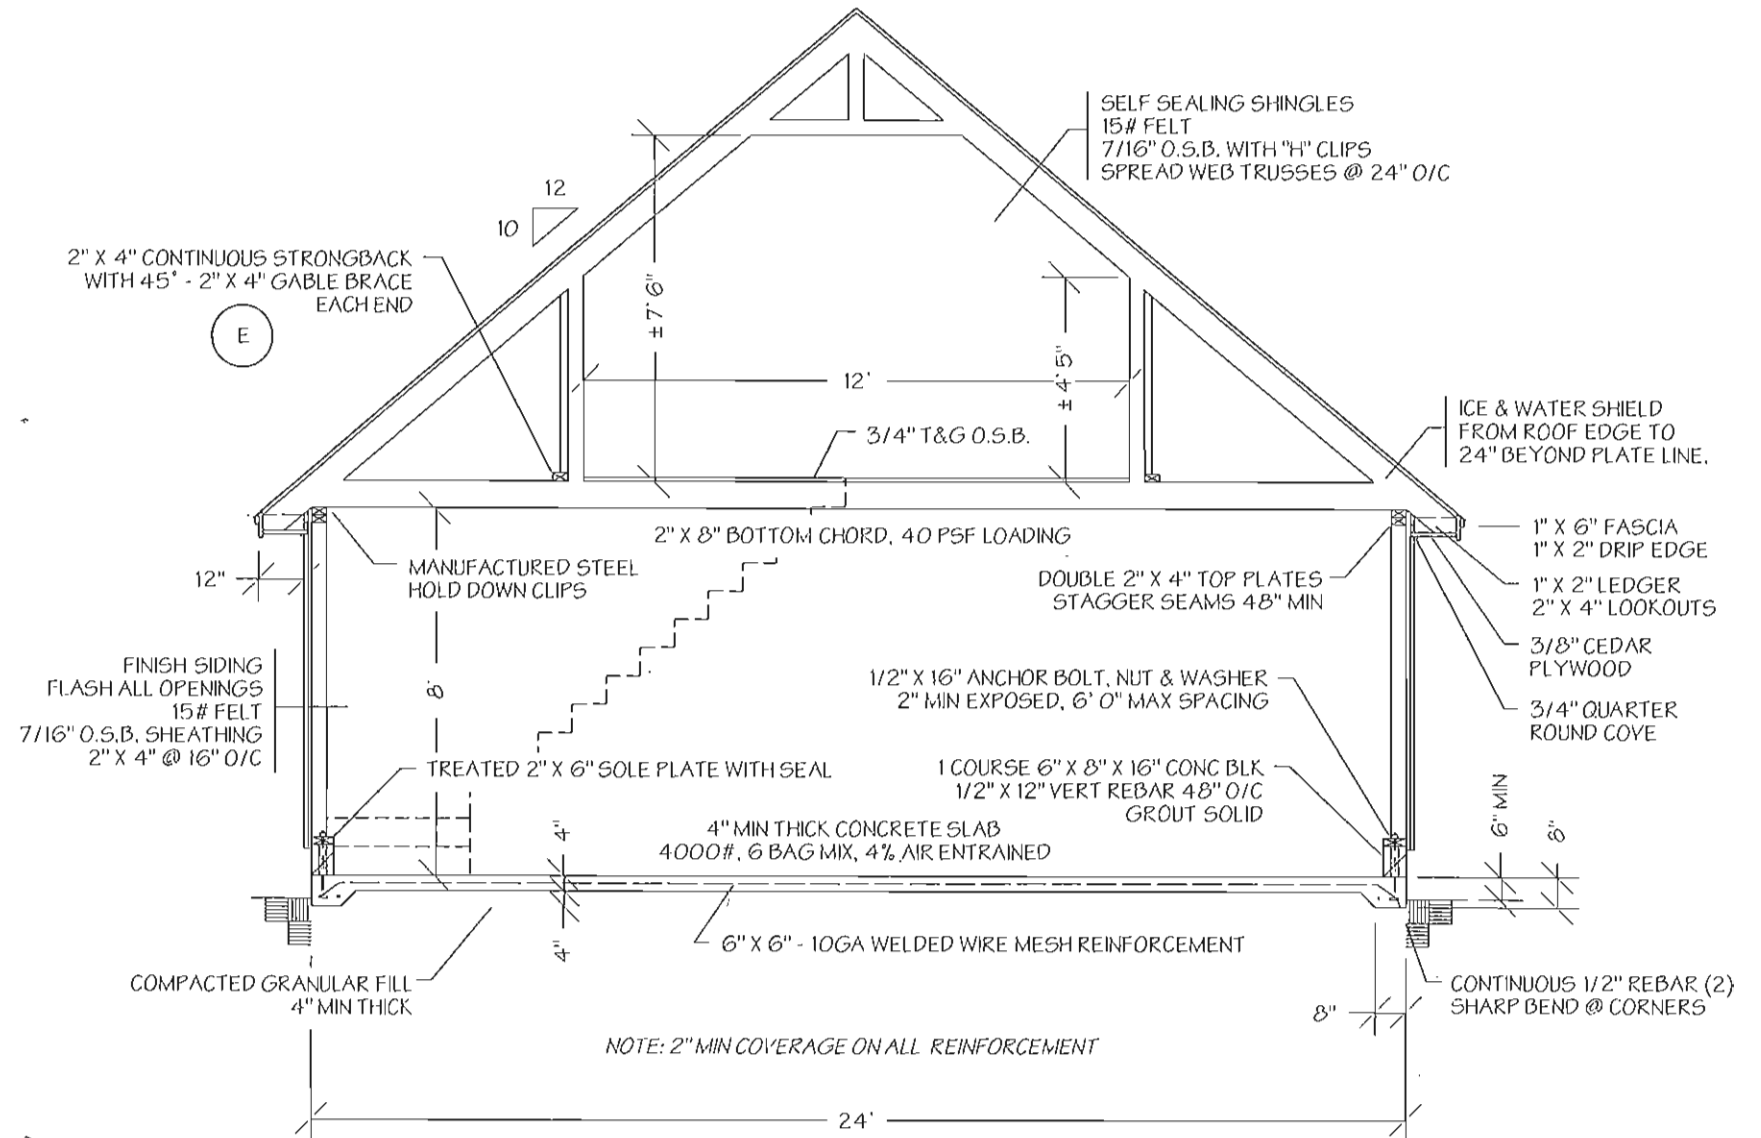 SELF SEALING SHINGLES
15# FELT
7/16" O.S.B. WITH "H" CLIPS
SPREAD WEB TRUSSES @ 24" O/C
12
10
2" X 4" CONTINUOUS STRONGBACK
WITH 45° - 2" X 4" GABLE BRACE
EACH END
E
±7' 6"
±4' 5"
12'
3/4" T&G O.S.B.
ICE & WATER SHIELD
FROM ROOF EDGE TO
24" BEYOND PLATE LINE.
2" X 8" BOTTOM CHORD, 40 PSF LOADING
12"
MANUFACTURED STEEL
HOLD DOWN CLIPS
8'
DOUBLE 2" X 4" TOP PLATES
STAGGER SEAMS 48" MIN
1" X 6" FASCIA
1" X 2" DRIP EDGE
1" X 2" LEDGER
2" X 4" LOOKOUTS
3/8" CEDAR
PLYWOOD
3/4" QUARTER
ROUND COVE
FINISH SIDING
FLASH ALL OPENINGS
15# FELT
7/16" O.S.B. SHEATHING
2" X 4" @ 16" O/C
1/2" X 16" ANCHOR BOLT, NUT & WASHER
2" MIN EXPOSED, 6' 0" MAX SPACING
TREATED 2" X 6" SOLE PLATE WITH SEAL
1 COURSE 6" X 8" X 16" CONC BLK
1/2" X 12" VERT REBAR 48" O/C
GROUT SOLID
4"
4" MIN THICK CONCRETE SLAB
4000#, 6 BAG MIX, 4% AIR ENTRAINED
6" MIN
8"
4"
6" X 6" - 10GA WELDED WIRE MESH REINFORCEMENT
COMPACTED GRANULAR FILL
4" MIN THICK
CONTINUOUS 1/2" REBAR (2)
SHARP BEND @ CORNERS
8"
NOTE: 2" MIN COVERAGE ON ALL REINFORCEMENT
24'